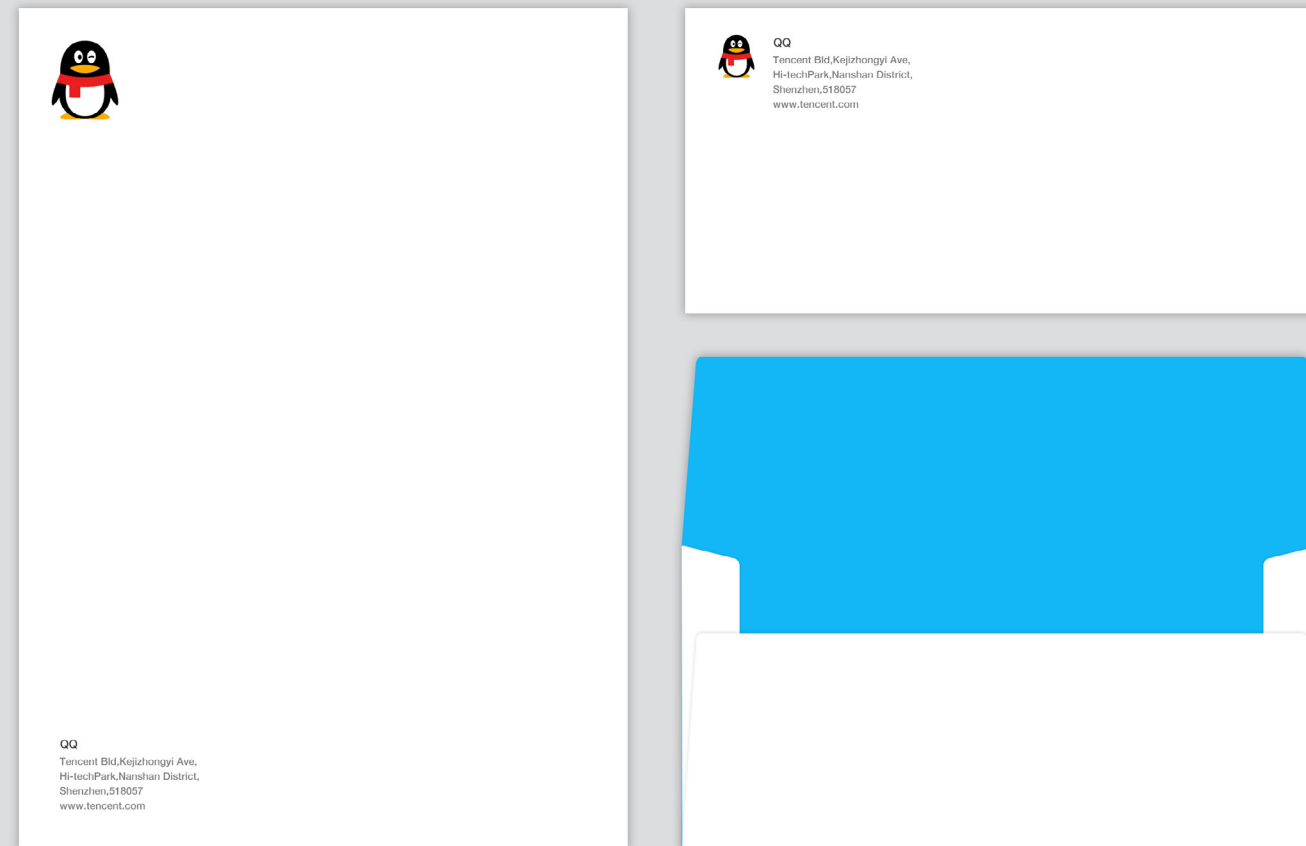 QQ
Tencent Bld,Kejizhongyi Ave,
Hi-techPark,Nanshan District,
Shenzhen,518057
www.tencent.com
QQ
Tencent Bld,Kejizhongyi Ave,
Hi-techPark,Nanshan District,
Shenzhen,518057
www.tencent.com